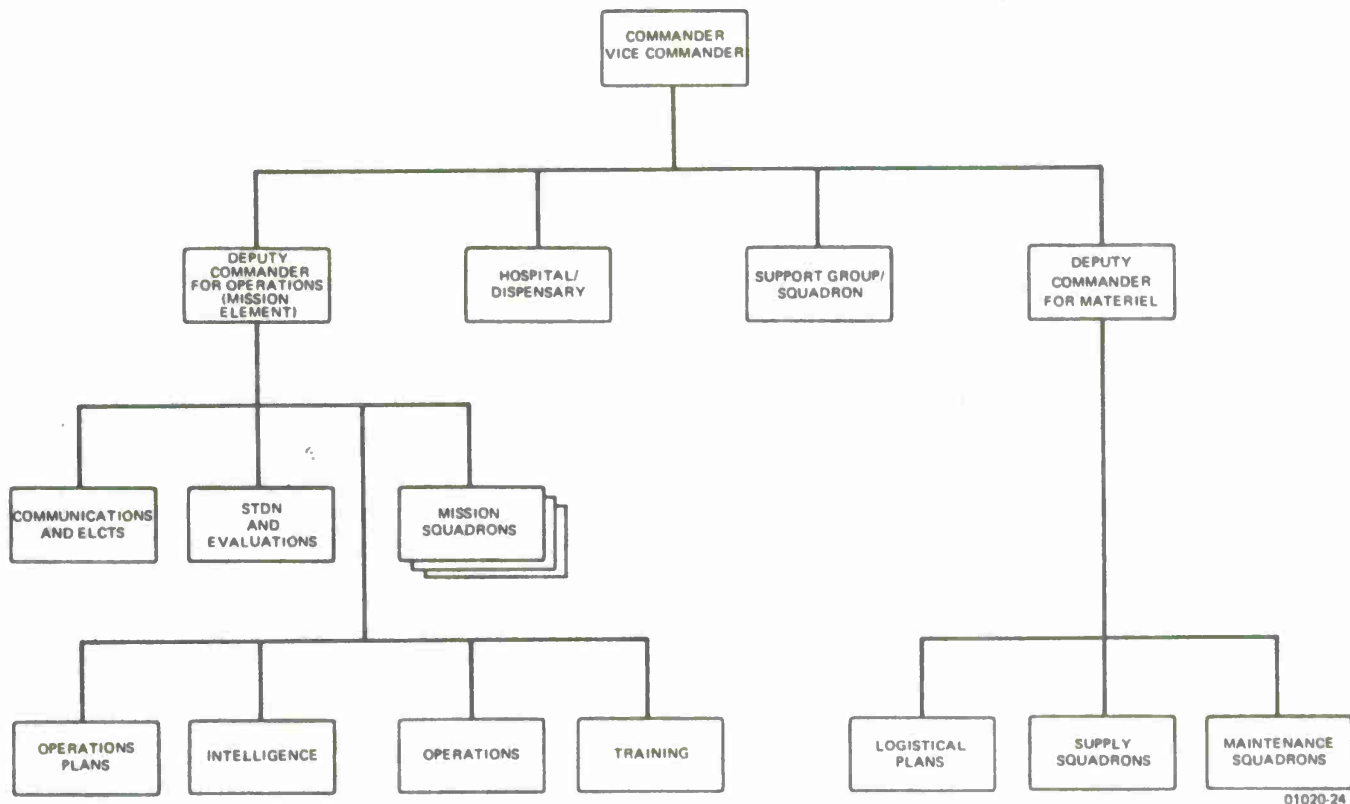 COMMANDER
VICE COMMANDER
DEPUTY
COMMANDER
FOR OPERATIONS
(MISSION
ELEMENT)
HOSPITAL/
DISPENSARY
SUPPORT GROUP/
SQUADRON
DEPUTY
COMMANDER
FOR MATERIEL
COMMUNICATIONS
AND ELCTS
STDN
AND
EVALUATIONS
MISSION
SQUADRONS
OPERATIONS
PLANS
INTELLIGENCE
OPERATIONS
TRAINING
LOGISTICAL
PLANS
SUPPLY
SQUADRONS
MAINTENANCE
SQUADRONS
01020-24